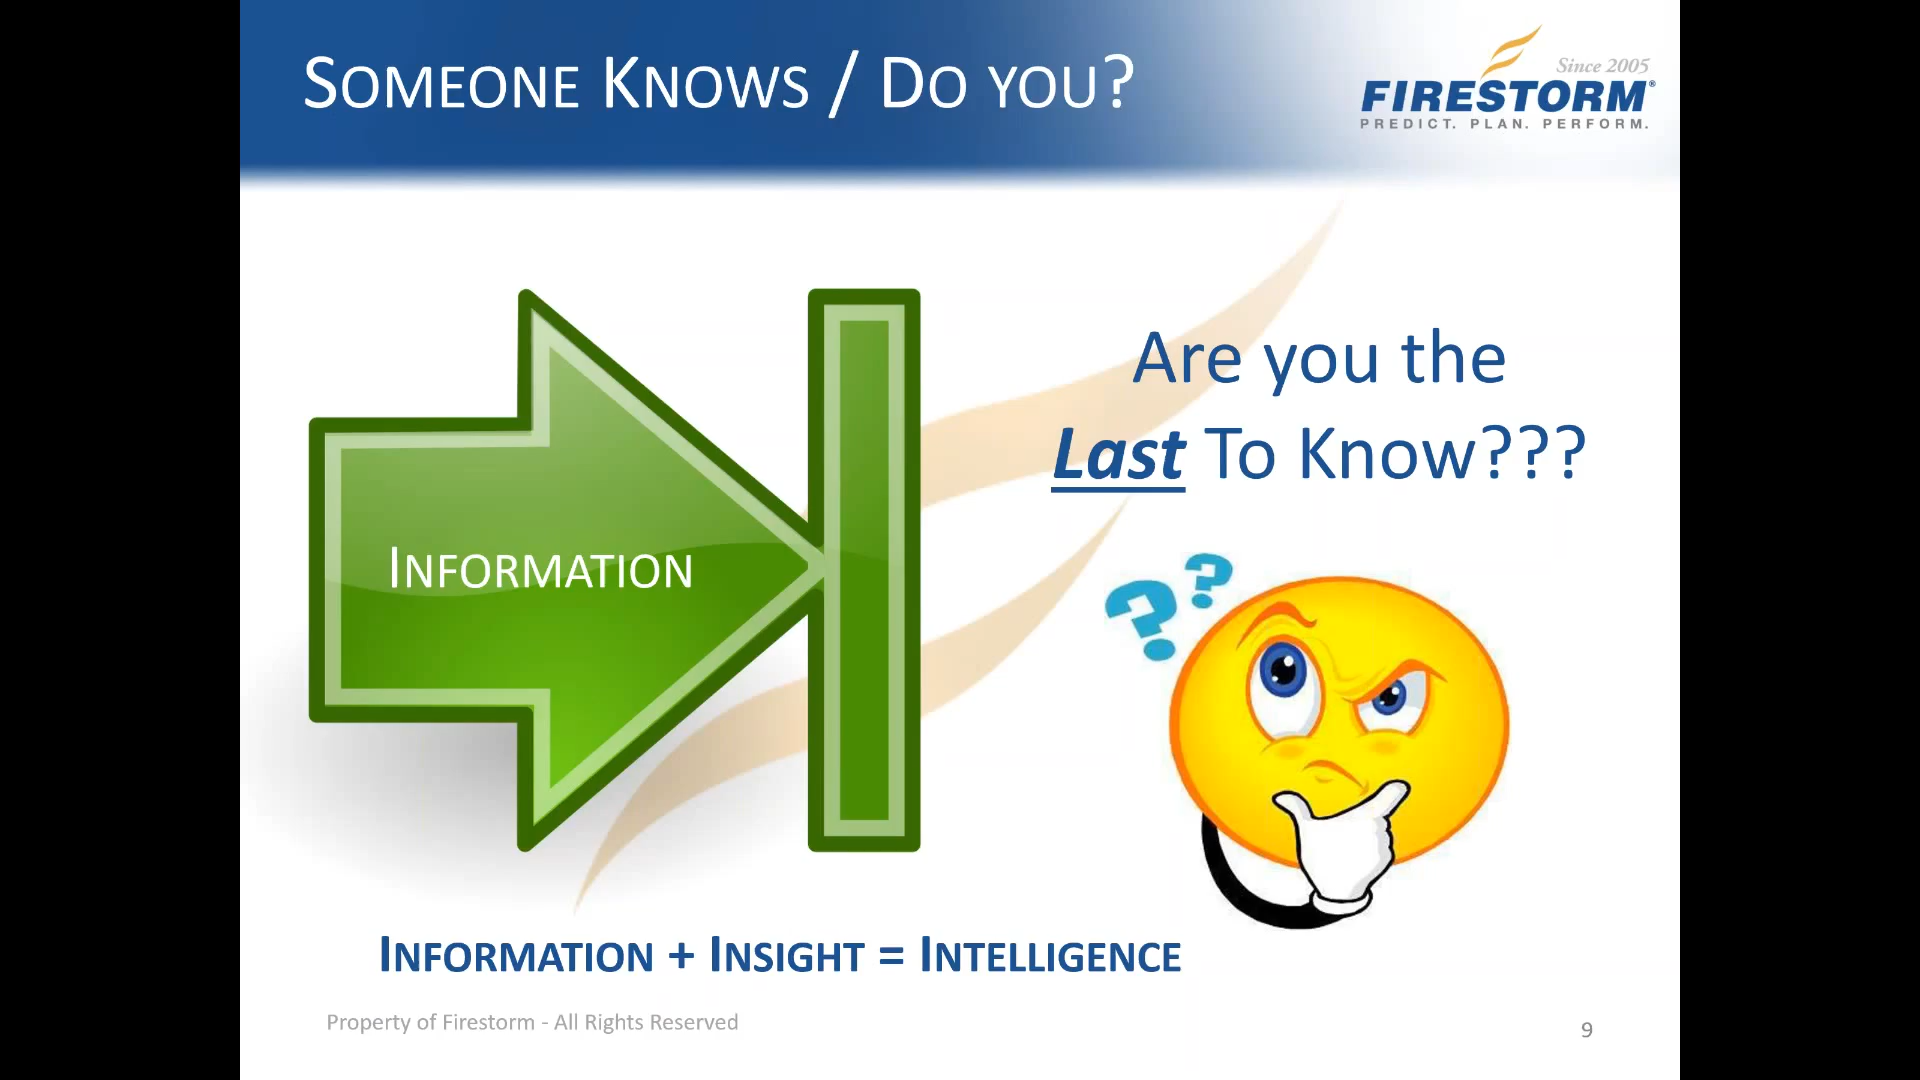 Someone Knows / Do you?
Since 2005
FIRESTORM®
PREDICT. PLAN. PERFORM.
Are you the
Last To Know???
Information
? ?
Information + Insight = Intelligence
Property of Firestorm - All Rights Reserved
9